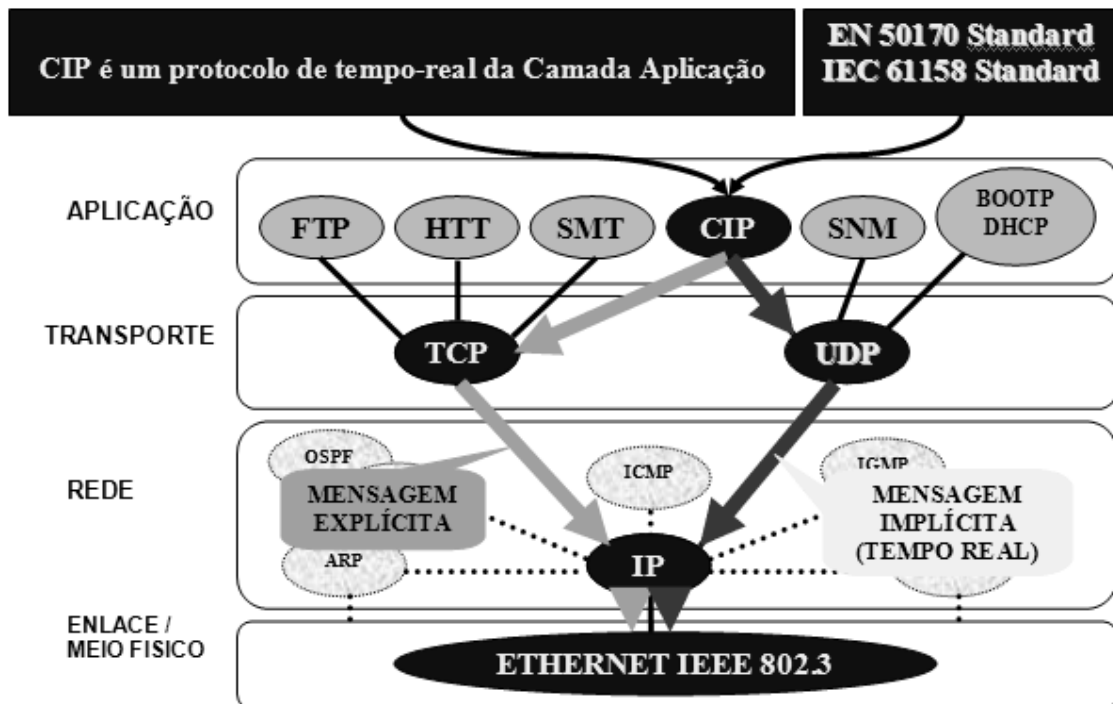 CIP é um protocolo de tempo-real da Camada Aplicação
EN 50170 Standard
IEC 61158 Standard
APLICAÇÃO
FTP
HTT
SMT
CIP
SNM
BOOTP
DHCP
TRANSPORTE
TCP
UDP
REDE
OSPF
ICMP
IGMP
MENSAGEM
EXPLÍCITA
MENSAGEM
IMPLÍCITA
(TEMPO REAL)
ARP
IP
ENLACE /
MEIO FISICO
ETHERNET IEEE 802.3